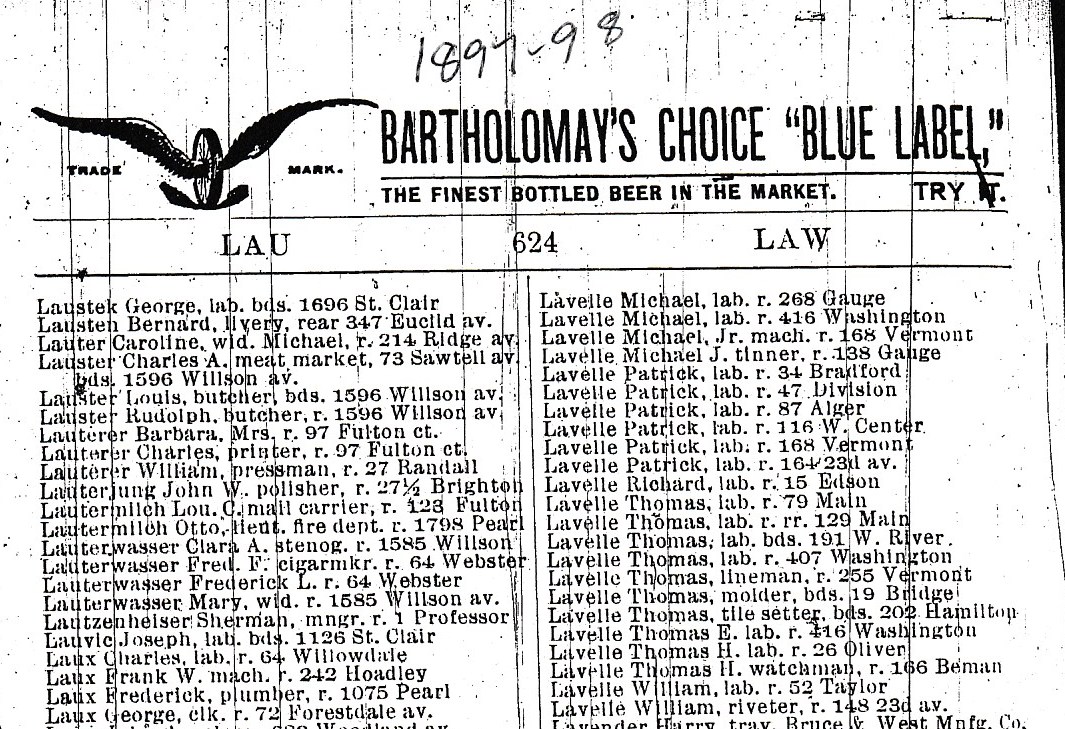 1897-98
TRADE MARK.
BARTHOLOMAY'S CHOICE "BLUE LABEL,"
THE FINEST BOTTLED BEER IN THE MARKET. TRY IT.
LAU 624 LAW
Laustek George, lab. bds. 1696 St. Clair
Lausten Bernard, livery, rear 347 Euclid av.
Lauter Caroline, wid. Michael, r. 214 Ridge av.
Lauster Charles A. meat market, 73 Sawtell av.
bds. 1596 Willson av.
Lauster Louis, butcher, bds. 1596 Willson av.
Lauster Rudolph, butcher, r. 1596 Willson av.
Lauterer Barbara, Mrs. r. 97 Fulton ct.
Lauterer Charles, printer, r. 97 Fulton ct.
Lauterer William, pressman, r. 27 Randall
Lauterjung John W. polisher, r. 27½ Brighton
Lautermilch Lou. C. mail carrier, r. 123 Fulton
Lautermilch Otto, lieut. fire dept. r. 1798 Pearl
Lauterwasser Clara A. stenog. r. 1585 Willson
Lauterwasser Fred. F. cigarmkr. r. 64 Webster
Lauterwasser Frederick L. r. 64 Webster
Lauterwasser Mary, wid. r. 1585 Willson av.
Lautzenheiser Sherman, mngr. r. 1 Professor
Lauvic Joseph, lab. bds. 1126 St. Clair
Laux Charles, lab. r. 64 Willowdale
Laux Frank W. mach. r. 242 Hoadley
Laux Frederick, plumber, r. 1075 Pearl
Laux George, clk. r. 72 Forestdale av.
Lavelle Michael, lab. r. 268 Gauge
Lavelle Michael, lab. r. 416 Washington
Lavelle Michael, Jr. mach. r. 168 Vermont
Lavelle Michael J. tinner, r. 138 Gauge
Lavelle Patrick, lab. r. 34 Bradford
Lavelle Patrick, lab. r. 47 Division
Lavelle Patrick, lab. r. 87 Alger
Lavelle Patrick, lab. r. 116 W. Center
Lavelle Patrick, lab. r. 168 Vermont
Lavelle Patrick, lab. r. 164 23d av.
Lavelle Richard, lab. r. 15 Edson
Lavelle Thomas, lab. r. 79 Main
Lavelle Thomas, lab. r. rr. 129 Main
Lavelle Thomas, lab. bds. 191 W. River
Lavelle Thomas, lab. r. 407 Washington
Lavelle Thomas, lineman, r. 255 Vermont
Lavelle Thomas, molder, bds. 19 Bridge
Lavelle Thomas, tile setter, bds. 202 Hamilton
Lavelle Thomas E. lab. r. 416 Washington
Lavelle Thomas H. lab. r. 26 Oliver
Lavelle Thomas H. watchman, r. 166 Beman
Lavelle William, lab. r. 52 Taylor
Lavelle William, riveter, r. 148 23d av.
Lavender Harry, trav. Bruce & West Mnfg. Co.